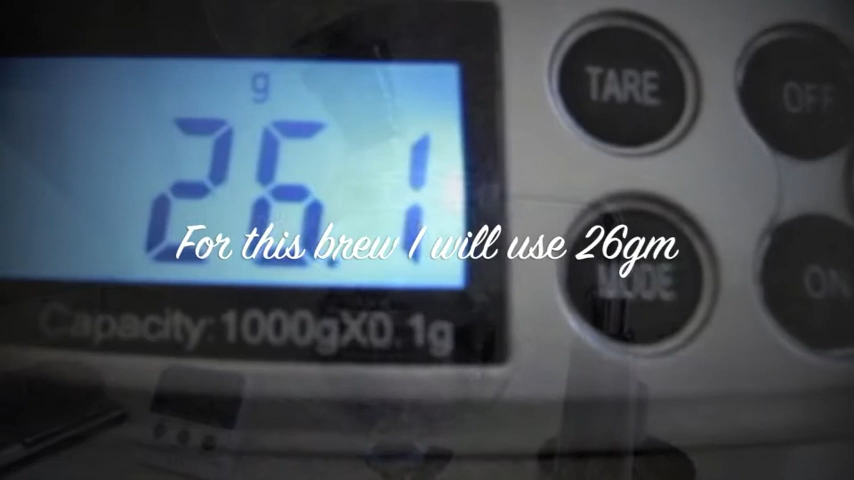 g
TARE
OFF
26.1
For this brew I will use 26gm
MODE
ON
Capacity:1000gX0.1g